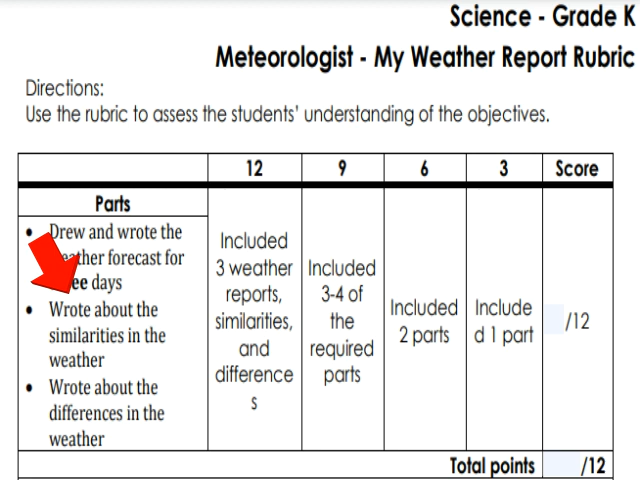 Science - Grade K
Meteorologist - My Weather Report Rubric
Directions:
Use the rubric to assess the students' understanding of the objectives.
12 9 6 3 Score
Parts
• Drew and wrote the
forecast for
days
• Wrote about the
similarities in the
weather
• Wrote about the
differences in the
weather
Included
3 weather
reports,
similarities,
and
difference
s
Included
3-4 of
the
required
parts
Included
2 parts
Include
d 1 part
/12
Total points /12